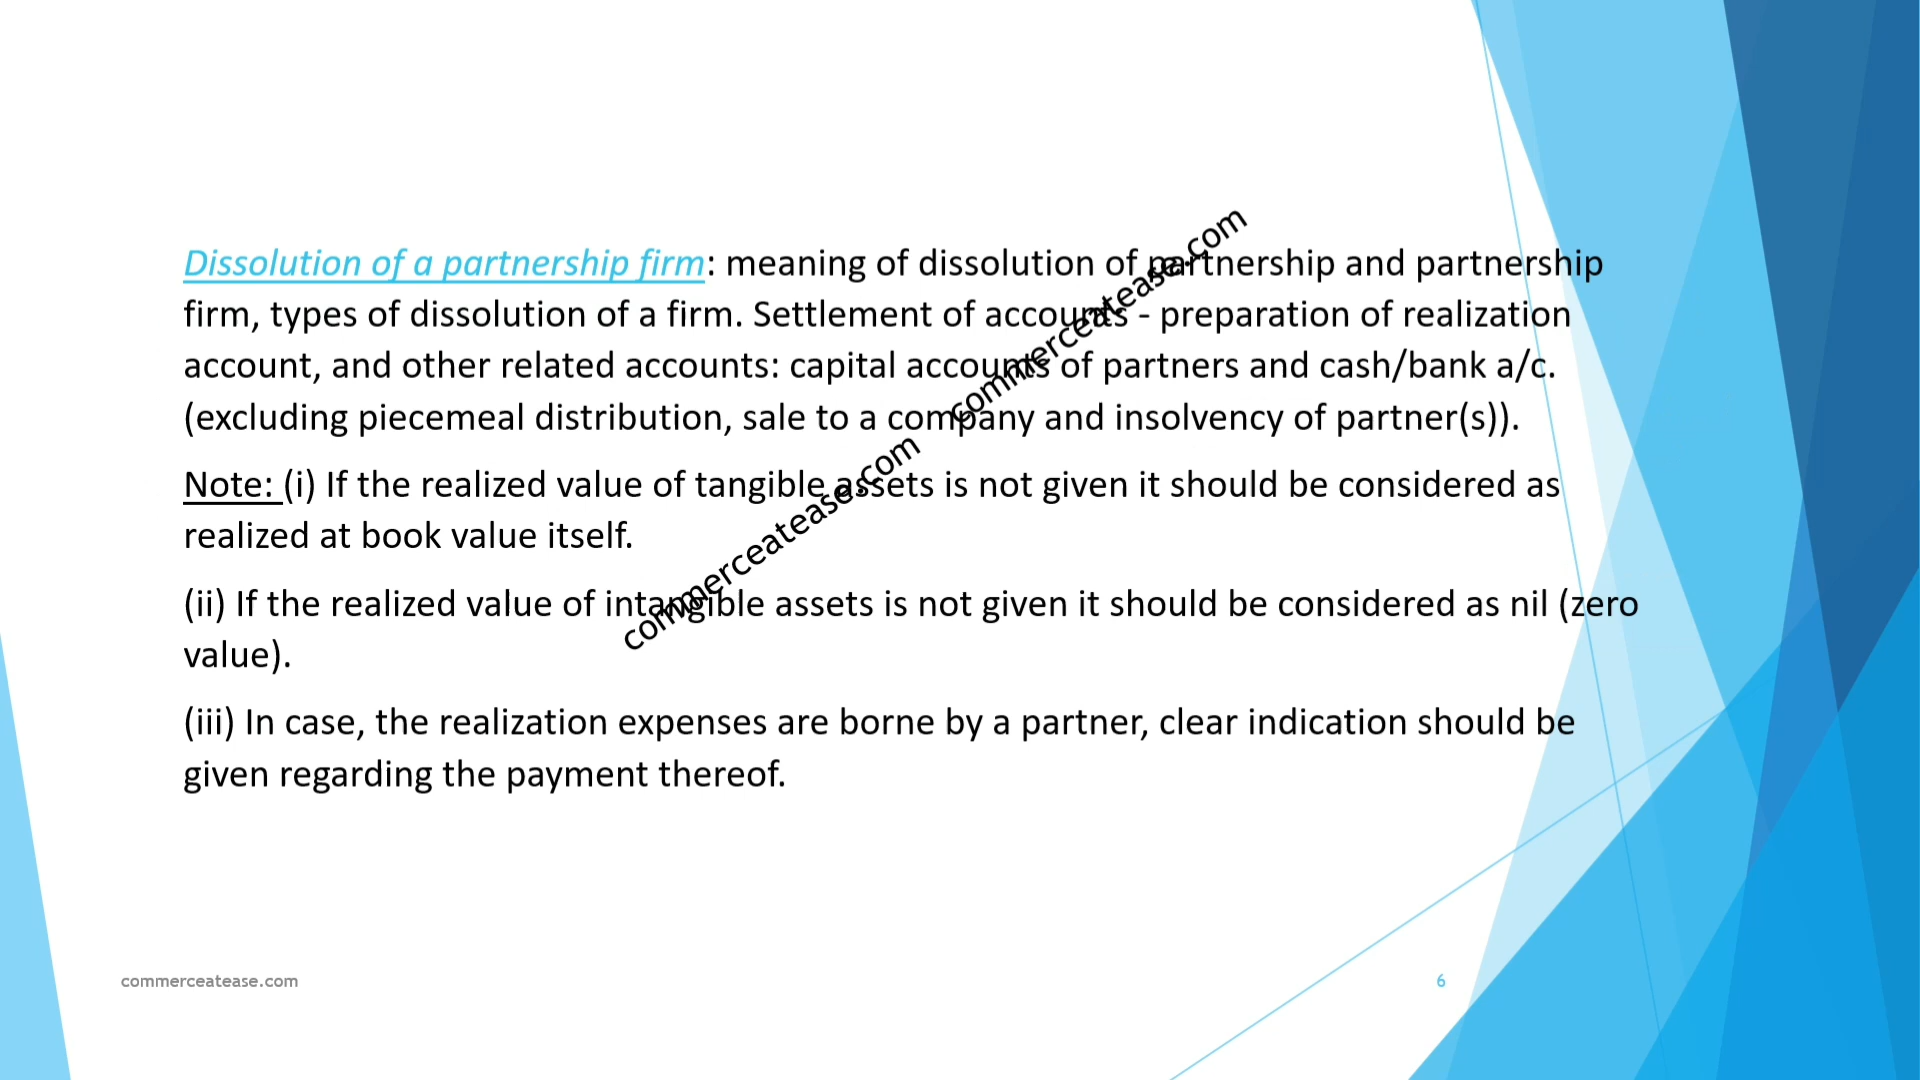 Dissolution of a partnership firm: meaning of dissolution of partnership and partnership
firm, types of dissolution of a firm. Settlement of accounts - preparation of realization
account, and other related accounts: capital accounts of partners and cash/bank a/c.
(excluding piecemeal distribution, sale to a company and insolvency of partner(s)).
Note: (i) If the realized value of tangible assets is not given it should be considered as
realized at book value itself.
(ii) If the realized value of intangible assets is not given it should be considered as nil (zero
value).
(iii) In case, the realization expenses are borne by a partner, clear indication should be
given regarding the payment thereof.
commerceatease.com
commerceatease.com
commerceatease.com
6